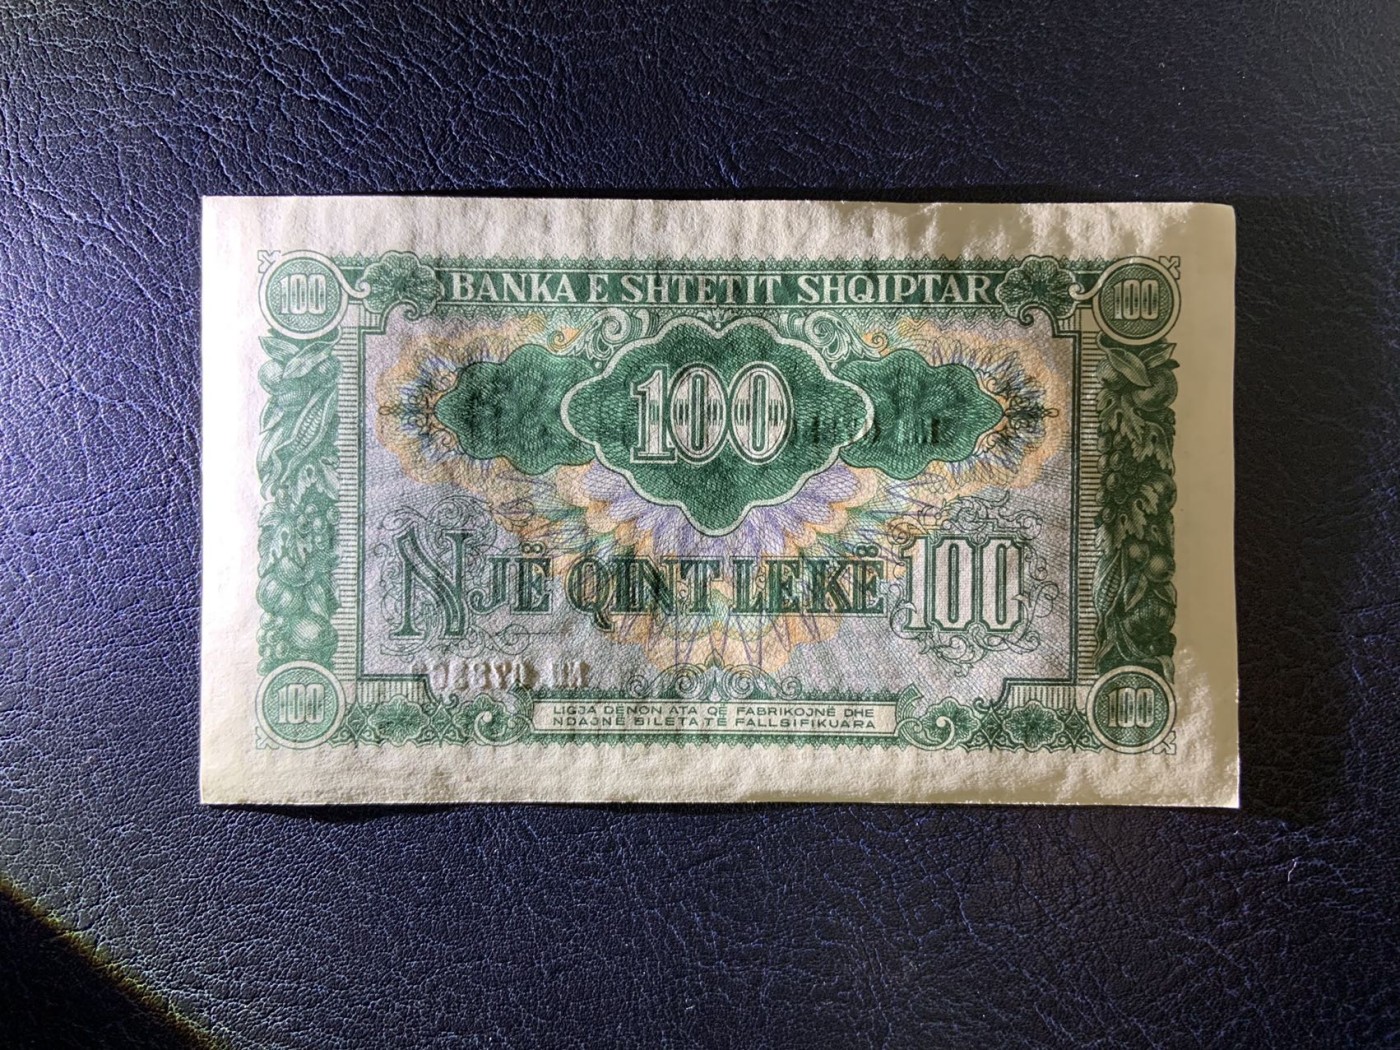 100 BANKA E SHTETIT SHQIPTAR 100
100
NJË QINT LEKË 100
100 LIGJA DENON ATA QË FABRIKOJNË DHE 100
NDAJNË BILETA TË FALLSIFIKUARA